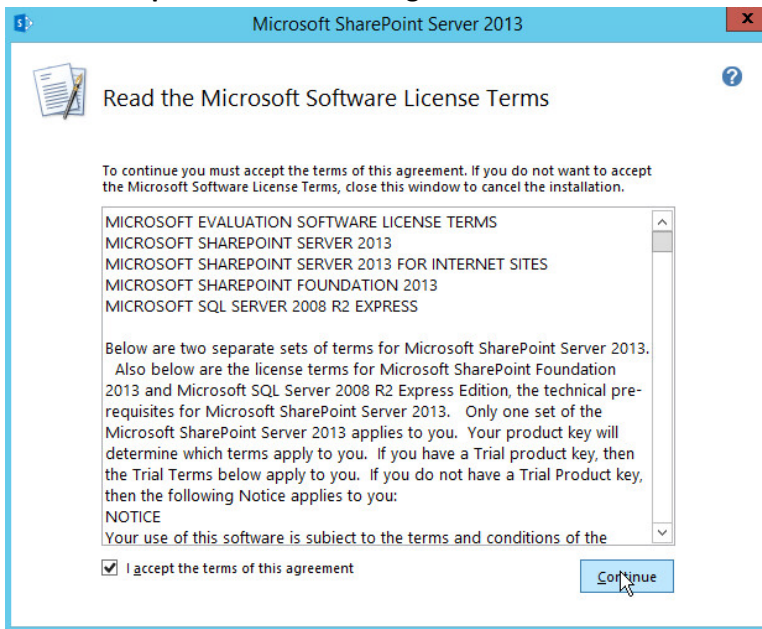 Microsoft SharePoint Server 2013
x
Read the Microsoft Software License Terms
?
To continue you must accept the terms of this agreement. If you do not want to accept
the Microsoft Software License Terms, close this window to cancel the installation.
MICROSOFT EVALUATION SOFTWARE LICENSE TERMS
MICROSOFT SHAREPOINT SERVER 2013
MICROSOFT SHAREPOINT SERVER 2013 FOR INTERNET SITES
MICROSOFT SHAREPOINT FOUNDATION 2013
MICROSOFT SQL SERVER 2008 R2 EXPRESS
Below are two separate sets of terms for Microsoft SharePoint Server 2013.
Also below are the license terms for Microsoft SharePoint Foundation
2013 and Microsoft SQL Server 2008 R2 Express Edition, the technical pre-
requisites for Microsoft SharePoint Server 2013. Only one set of the
Microsoft SharePoint Server 2013 applies to you. Your product key will
determine which terms apply to you. If you have a Trial product key, then
the Trial Terms below apply to you. If you do not have a Trial Product key,
then the following Notice applies to you:
NOTICE
Your use of this software is subject to the terms and conditions of the
I accept the terms of this agreement
Continue